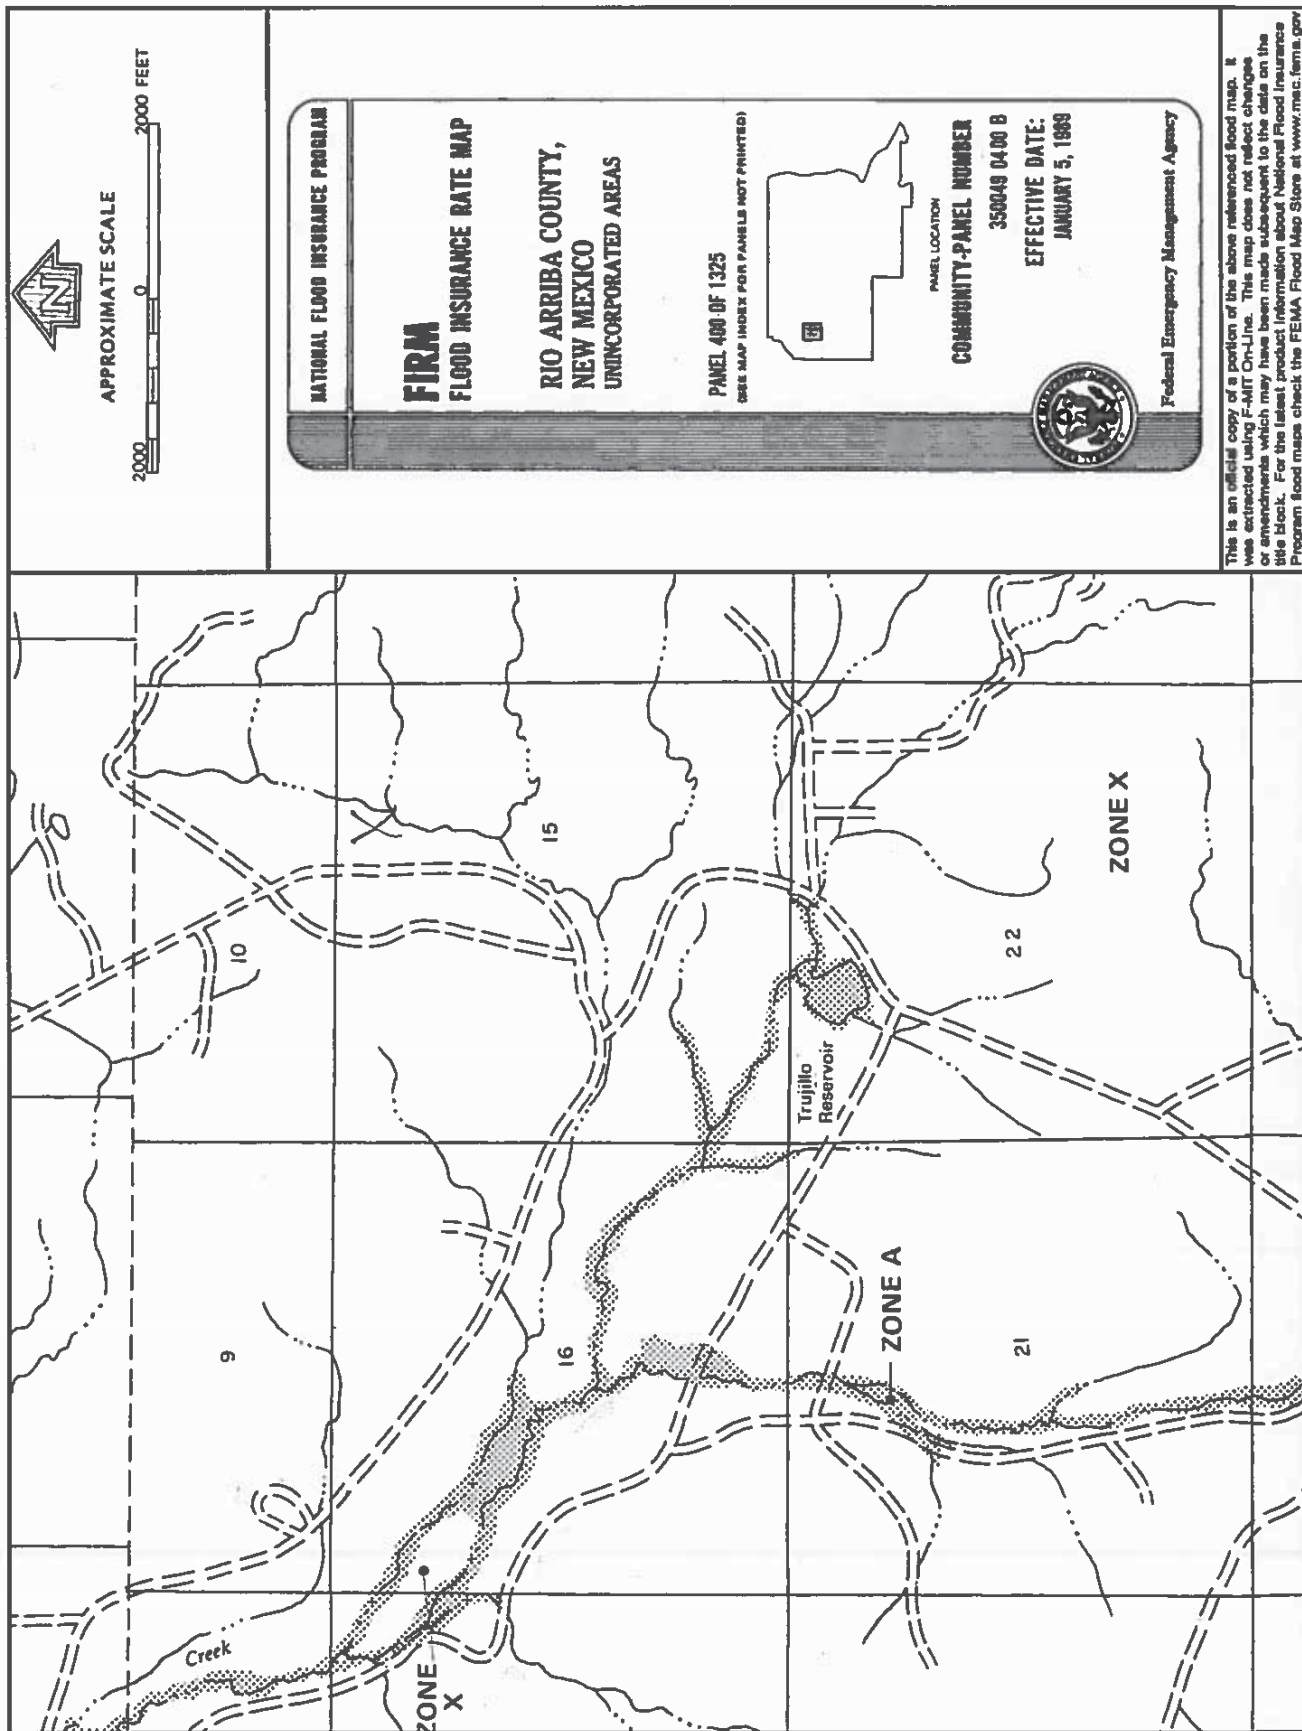 APPROXIMATE SCALE
2000 0 2000 FEET
N
NATIONAL FLOOD INSURANCE PROGRAM
FIRM
FLOOD INSURANCE RATE MAP
RIO ARRIBA COUNTY,
NEW MEXICO
UNINCORPORATED AREAS
PANEL 400 OF 1325
(SEE MAP INDEX FOR PANELS NOT PRINTED)
PANEL LOCATION
COMMUNITY-PANEL NUMBER
350049 0400 B
EFFECTIVE DATE:
JANUARY 5, 1989
Federal Emergency Management Agency
This is an official copy of a portion of the above referenced flood map. It
was extracted using F-MIT On-Line. This map does not reflect changes
or amendments which may have been made subsequent to the date on the
title block. For the latest product information about National Flood Insurance
Program flood maps check the FEMA Flood Map Store at www.msc.fema.gov
10
15
22
ZONE X
Trujillo
Reservoir
9
16
ZONE A
21
Creek
ZONE
X